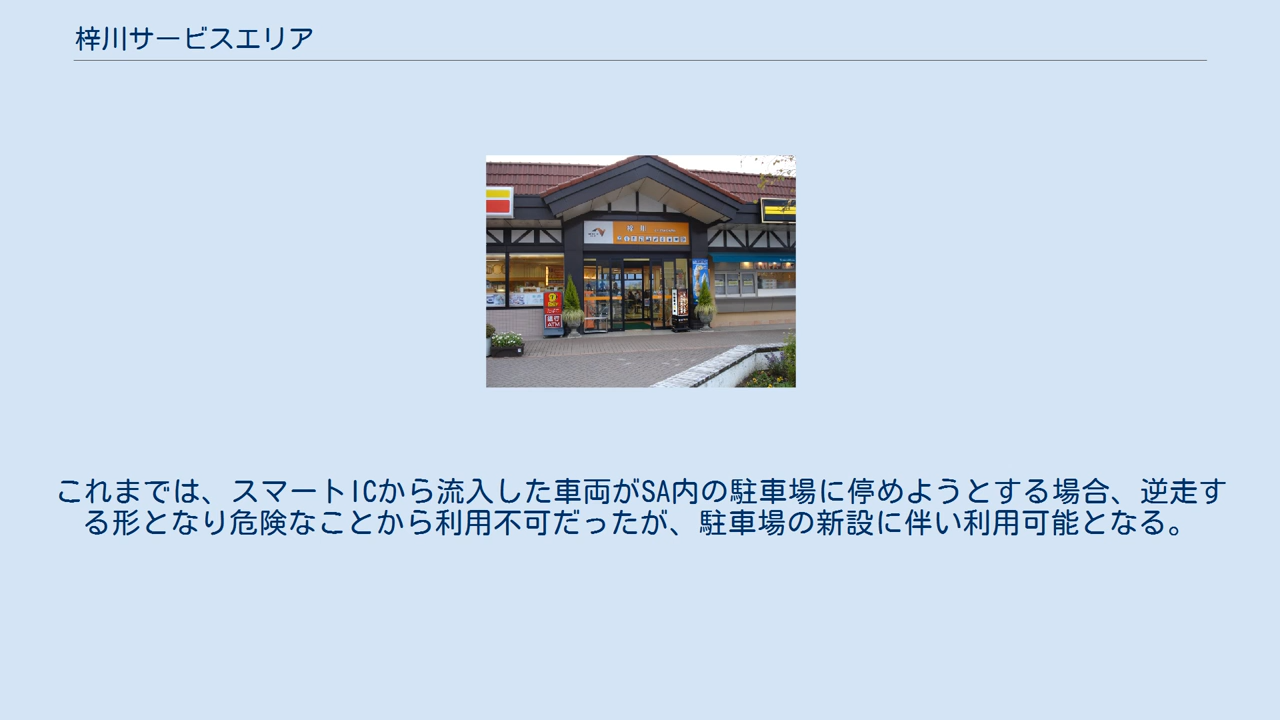 梓川サービスエリア
梓川
ATM
これまでは、スマートICから流入した車両がSA内の駐車場に停めようとする場合、逆走す
る形となり危険なことから利用不可だったが、駐車場の新設に伴い利用可能となる。